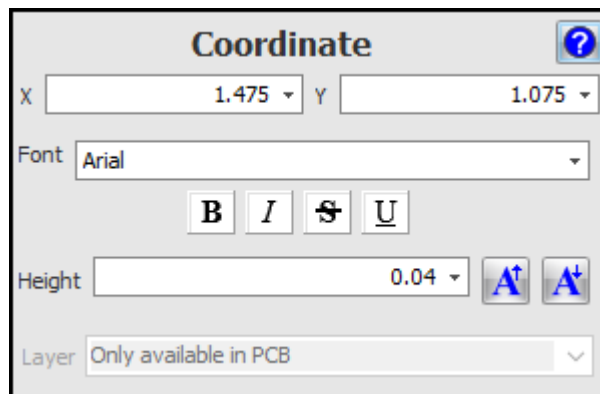 Coordinate ?
X 1.475 Y 1.075
Font Arial
B I S U
Height 0.04 A A
Layer Only available in PCB